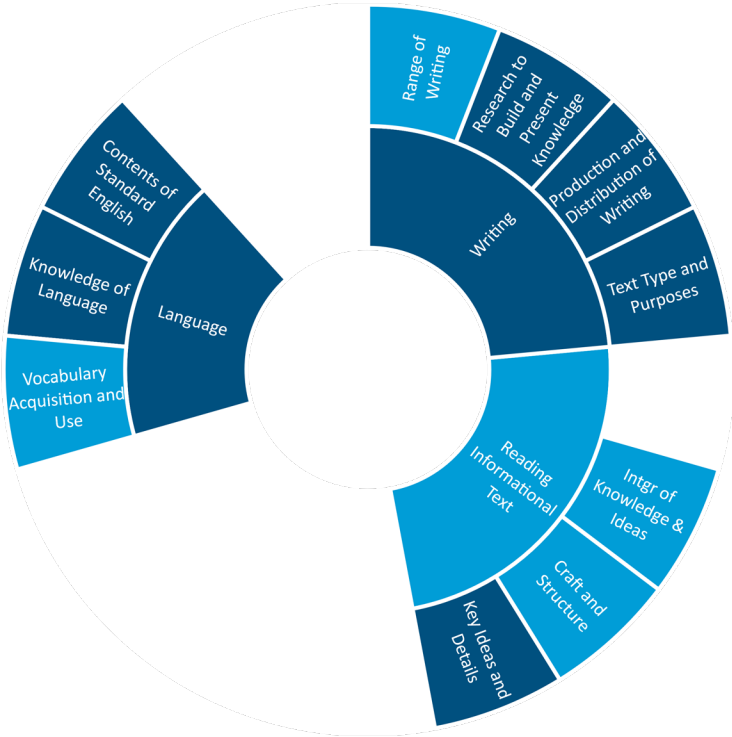 Range of
Writing
Research to
Build and
Present
Knowledge
Production and
Distribution of
Writing
Text Type and
Purposes
Writing
Reading
Informational
Text
Intgr of
Knowledge &
Ideas
Craft and
Structure
Key Ideas and
Details
Language
Contents of
Standard
English
Knowledge of
Language
Vocabulary
Acquisition and
Use